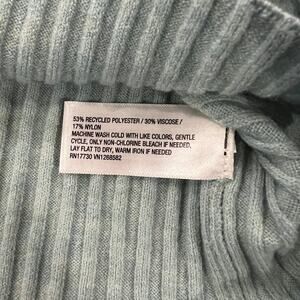 53% RECYCLED POLYESTER / 30% VISCOSE /
17% NYLON
MACHINE WASH COLD WITH LIKE COLORS, GENTLE
CYCLE, ONLY NON-CHLORINE BLEACH IF NEEDED,
LAY FLAT TO DRY, WARM IRON IF NEEDED
RN17730 VN1268582